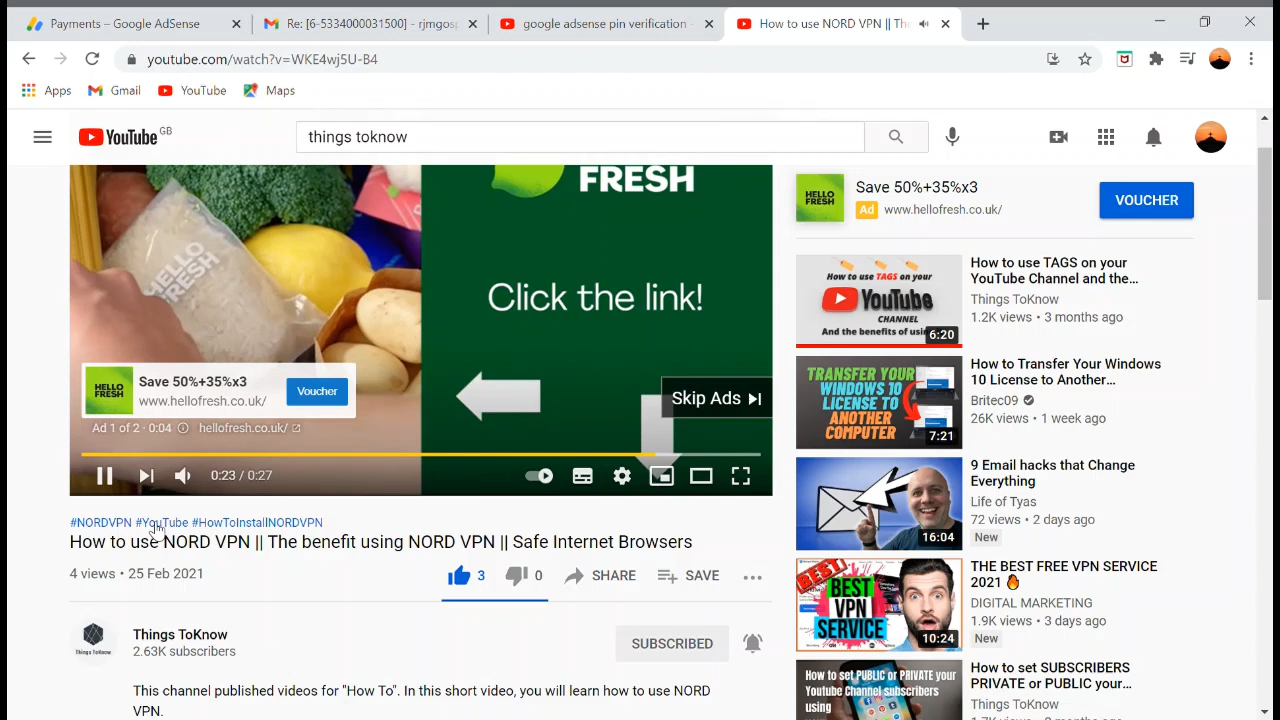 Payments – Google AdSense
Re: [6-5334000031500] - rjmgosp
google adsense pin verification
How to use NORD VPN || Th
youtube.com/watch?v=WKE4wj5U-B4
Apps
Gmail
YouTube
Maps
YouTube GB
things toknow
FRESH
HELLO FRESH
Click the link!
HELLO FRESH
Save 50%+35%x3
www.hellofresh.co.uk/
Voucher
Skip Ads
Ad 1 of 2 · 0:04
hellofresh.co.uk/
0:23 / 0:27
#NORDVPN #YouTube #HowToInstallNORDVPN
How to use NORD VPN || The benefit using NORD VPN || Safe Internet Browsers
4 views • 25 Feb 2021
3
0
SHARE
SAVE
Things ToKnow
Things ToKnow
2.63K subscribers
SUBSCRIBED
This channel published videos for "How To". In this short video, you will learn how to use NORD
VPN.
HELLO FRESH
Save 50%+35%x3
Ad www.hellofresh.co.uk/
VOUCHER
How to use TAGS on your
YouTube
CHANNEL
And the benefits of usin
6:20
How to use TAGS on your
YouTube Channel and the…
Things ToKnow
1.2K views • 3 months ago
TRANSFER YOUR
WINDOWS
10 LICENSE TO
ANOTHER
COMPUTER
7:21
How to Transfer Your Windows
10 License to Another…
Britec09
26K views • 1 week ago
16:04
9 Email hacks that Change
Everything
Life of Tyas
72 views • 2 days ago
New
BEST!
BEST
VPN
SERVICE
10:24
THE BEST FREE VPN SERVICE
2021
DIGITAL MARKETING
1.9K views • 3 days ago
New
How to set PUBLIC or PRIVATE your
Youtube Channel subscribers
using
How to set SUBSCRIBERS
PRIVATE or PUBLIC your…
Things ToKnow